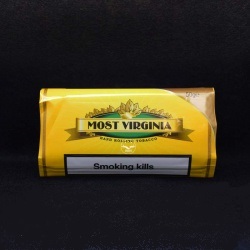 MOST VIRGINIA
HAND ROLLING TOBACCO
Smoking kills